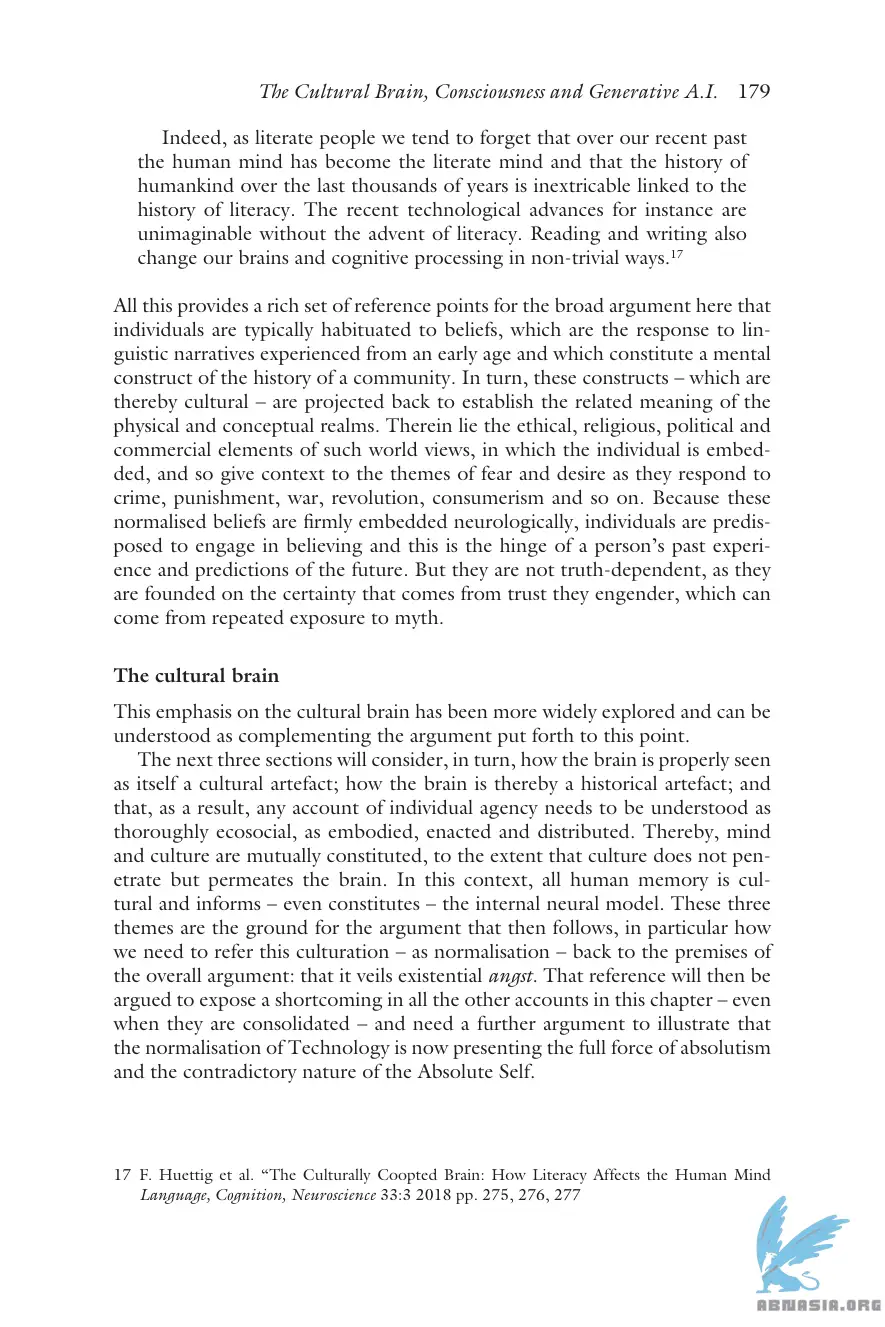 The Cultural Brain, Consciousness and Generative A.I. 179
Indeed, as literate people we tend to forget that over our recent past
the human mind has become the literate mind and that the history of
humankind over the last thousands of years is inextricable linked to the
history of literacy. The recent technological advances for instance are
unimaginable without the advent of literacy. Reading and writing also
change our brains and cognitive processing in non-trivial ways.17
All this provides a rich set of reference points for the broad argument here that
individuals are typically habituated to beliefs, which are the response to lin-
guistic narratives experienced from an early age and which constitute a mental
construct of the history of a community. In turn, these constructs – which are
thereby cultural – are projected back to establish the related meaning of the
physical and conceptual realms. Therein lie the ethical, religious, political and
commercial elements of such world views, in which the individual is embed-
ded, and so give context to the themes of fear and desire as they respond to
crime, punishment, war, revolution, consumerism and so on. Because these
normalised beliefs are firmly embedded neurologically, individuals are predis-
posed to engage in believing and this is the hinge of a person's past experi-
ence and predictions of the future. But they are not truth-dependent, as they
are founded on the certainty that comes from trust they engender, which can
come from repeated exposure to myth.
The cultural brain
This emphasis on the cultural brain has been more widely explored and can be
understood as complementing the argument put forth to this point.
The next three sections will consider, in turn, how the brain is properly seen
as itself a cultural artefact; how the brain is thereby a historical artefact; and
that, as a result, any account of individual agency needs to be understood as
thoroughly ecosocial, as embodied, enacted and distributed. Thereby, mind
and culture are mutually constituted, to the extent that culture does not pen-
etrate but permeates the brain. In this context, all human memory is cul-
tural and informs – even constitutes – the internal neural model. These three
themes are the ground for the argument that then follows, in particular how
we need to refer this culturation – as normalisation – back to the premises of
the overall argument: that it veils existential angst. That reference will then be
argued to expose a shortcoming in all the other accounts in this chapter – even
when they are consolidated – and need a further argument to illustrate that
the normalisation of Technology is now presenting the full force of absolutism
and the contradictory nature of the Absolute Self.
17 F. Huettig et al. “The Culturally Coopted Brain: How Literacy Affects the Human Mind
Language, Cognition, Neuroscience 33:3 2018 pp. 275, 276, 277
ABNASIA.ORG